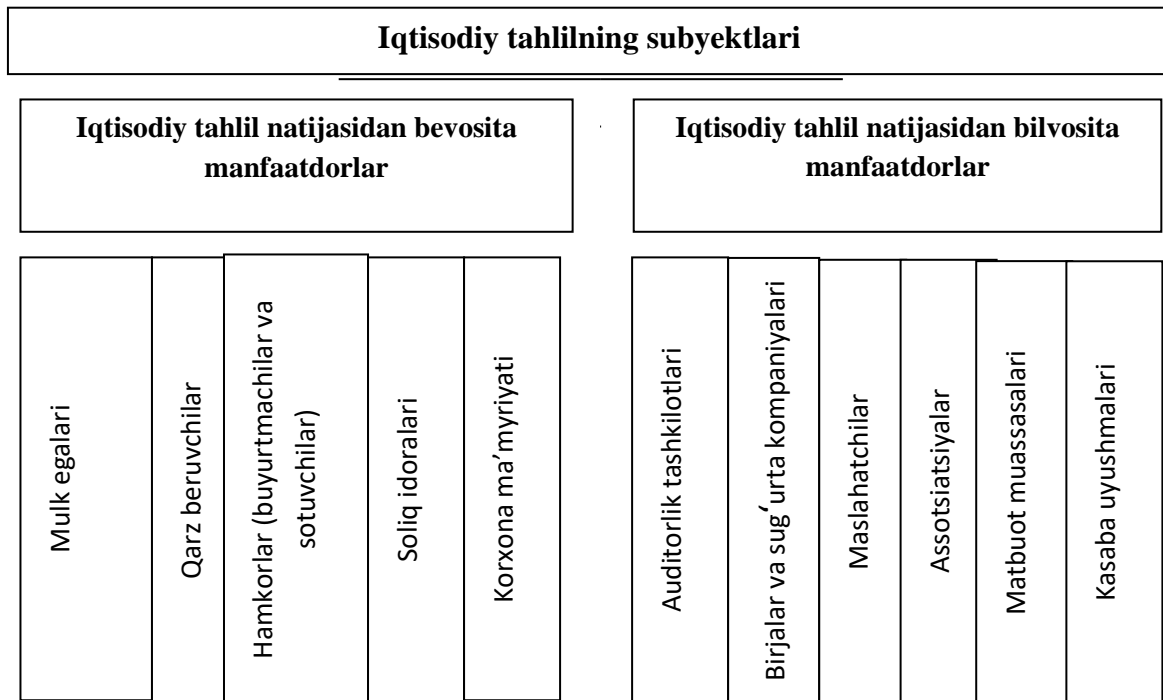 Iqtisodiy tahlilning subyektlari
Iqtisodiy tahlil natijasidan bevosita
manfaatdorlar
Iqtisodiy tahlil natijasidan bilvosita
manfaatdorlar
Mulk egalari
Qarz beruvchilar
Hamkorlar (buyurtmachilar va
sotuvchilar)
Soliq idoralari
Korxona ma’myriyati
Auditorlik tashkilotlari
Birjalar va sug‘urta kompaniyalari
Maslahatchilar
Assotsiatsiyalar
Matbuot muassasalari
Kasaba uyushmalari